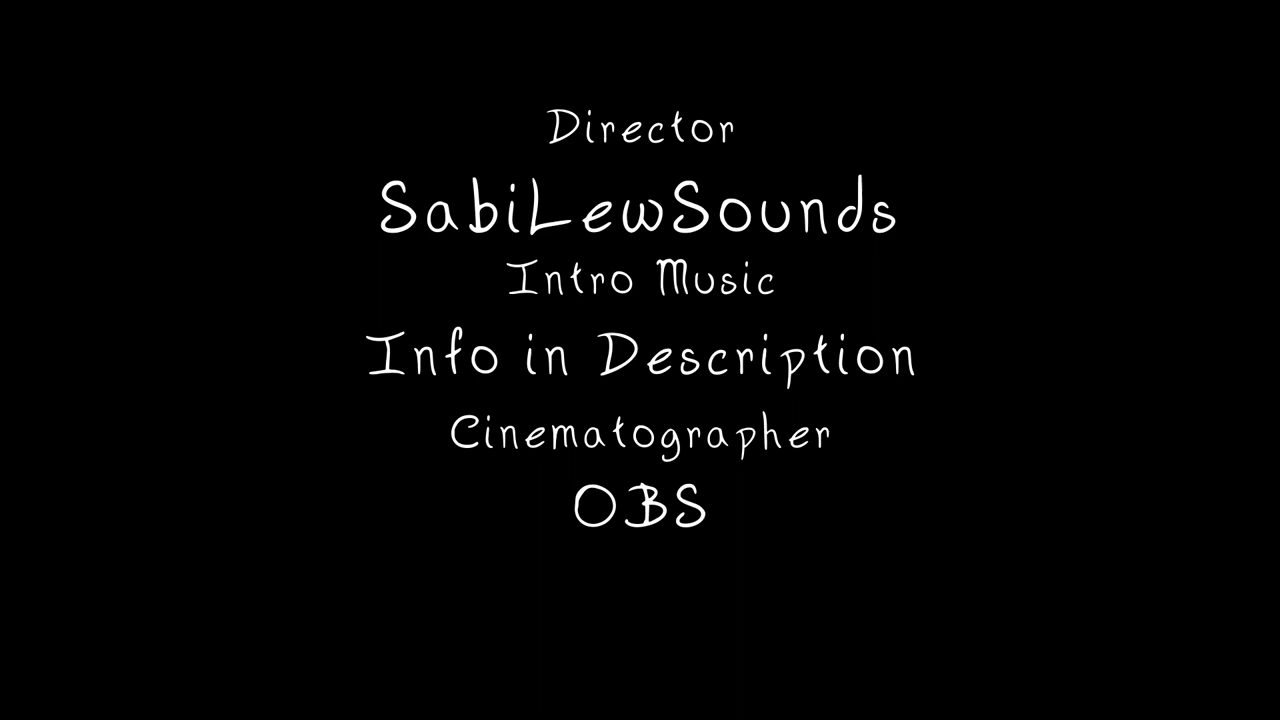 Director
SabiLewSounds
Intro Music
Info in Description
Cinematographer
OBS